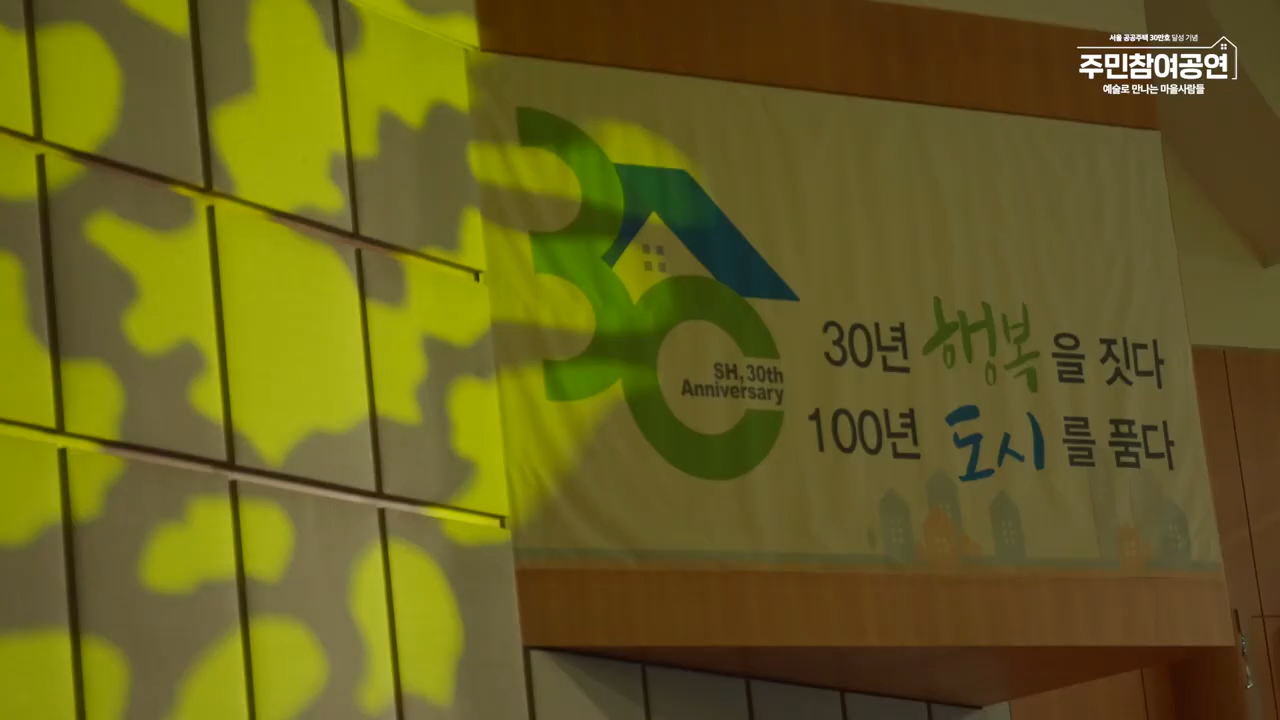 서울 공공주택 30만호 달성 기념
주민참여공연
예술로 만나는 마을사람들
30
SH, 30th
Anniversary
30년 행복을 짓다
100년 도시를 품다